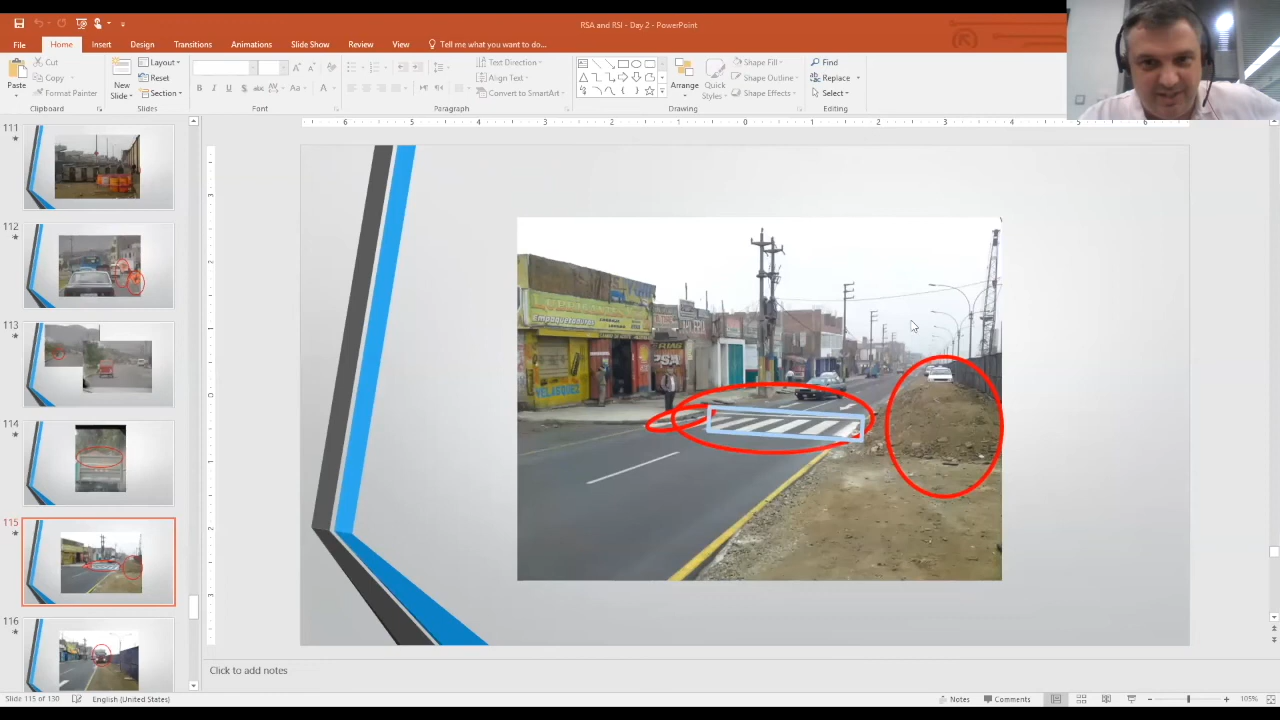 RSA and RSI - Day 2 - PowerPoint
File Home Insert Design Transitions Animations Slide Show Review View Tell me what you want to do...
Paste
Cut
Copy
Format Painter
Clipboard
New Slide
Layout
Reset
Section
Slides
Font
Text Direction
Align Text
Convert to SmartArt
Paragraph
Arrange
Quick Styles
Shape Fill
Shape Outline
Shape Effects
Drawing
Find
Replace
Select
Editing
111
112
113
114
115
116
VELASQUEZ
Click to add notes
Slide 115 of 130 English (United States) Notes Comments 105%